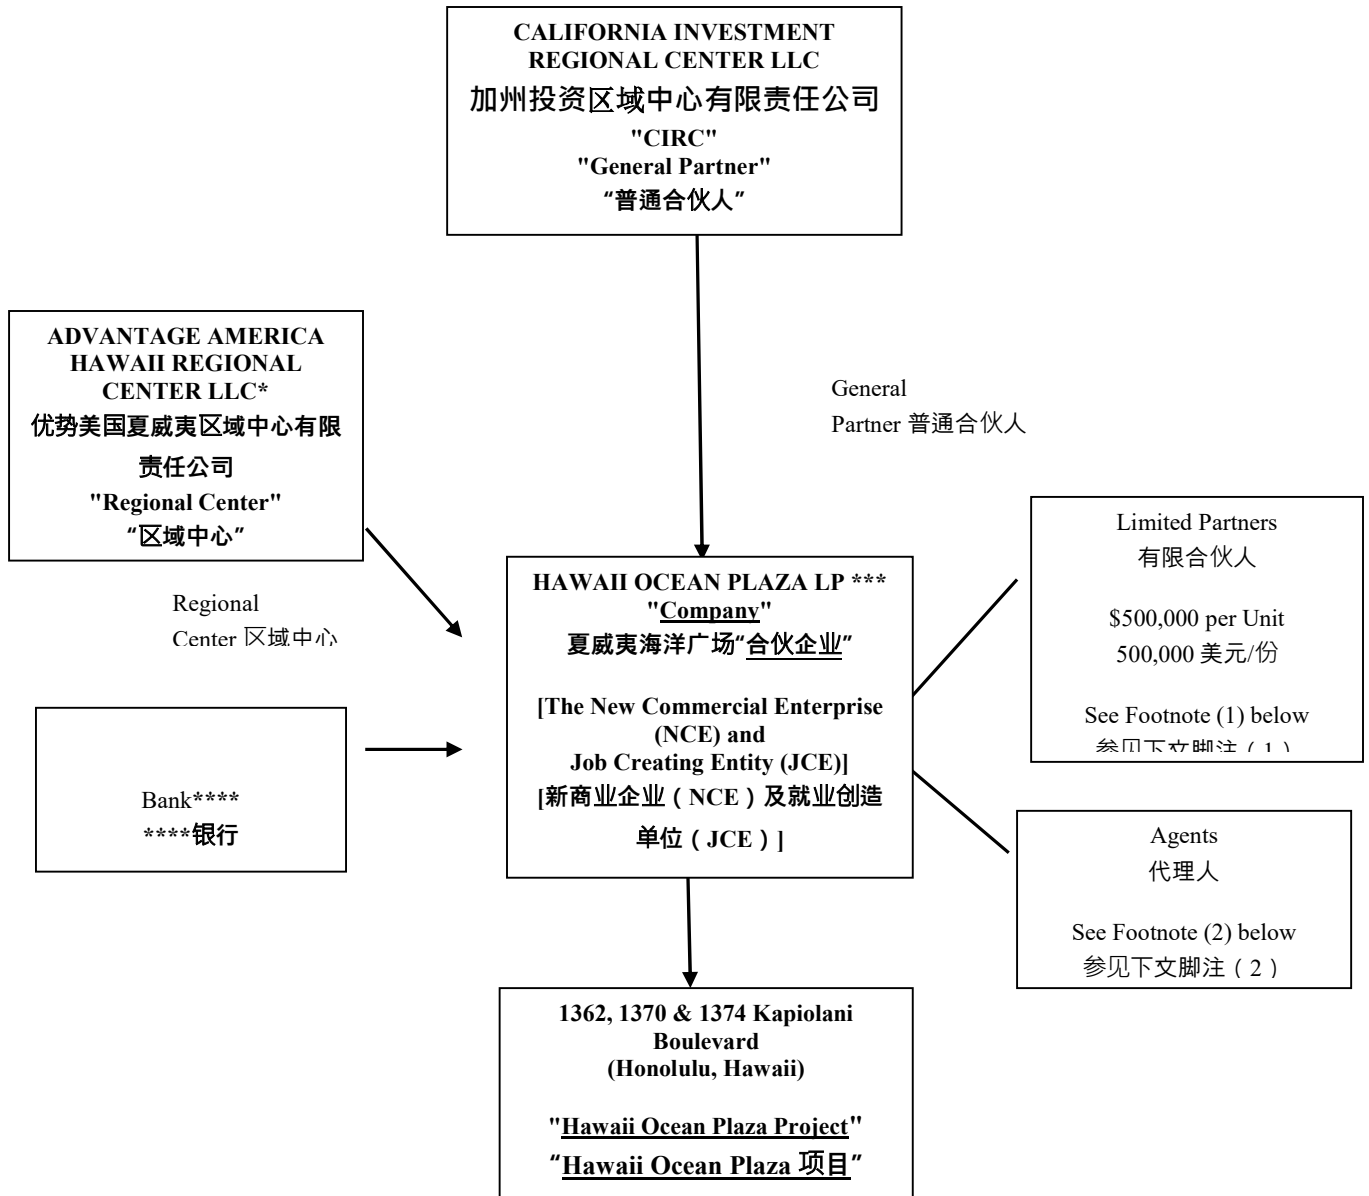 CALIFORNIA INVESTMENT
REGIONAL CENTER LLC
加州投资区域中心有限责任公司
"CIRC"
"General Partner"
“普通合伙人”
ADVANTAGE AMERICA
HAWAII REGIONAL
CENTER LLC*
优势美国夏威夷区域中心有限
责任公司
"Regional Center"
“区域中心”
General
Partner 普通合伙人
Regional
Center 区域中心
Limited Partners
有限合伙人
$500,000 per Unit
500,000 美元/份
See Footnote (1) below
参见下文脚注（1）
HAWAII OCEAN PLAZA LP ***
"Company"
夏威夷海洋广场“合伙企业”
[The New Commercial Enterprise
(NCE) and
Job Creating Entity (JCE)]
[新商业企业（NCE）及就业创造
单位（JCE）]
Bank****
****银行
Agents
代理人
See Footnote (2) below
参见下文脚注（2）
1362, 1370 & 1374 Kapiolani
Boulevard
(Honolulu, Hawaii)
"Hawaii Ocean Plaza Project"
“Hawaii Ocean Plaza 项目”